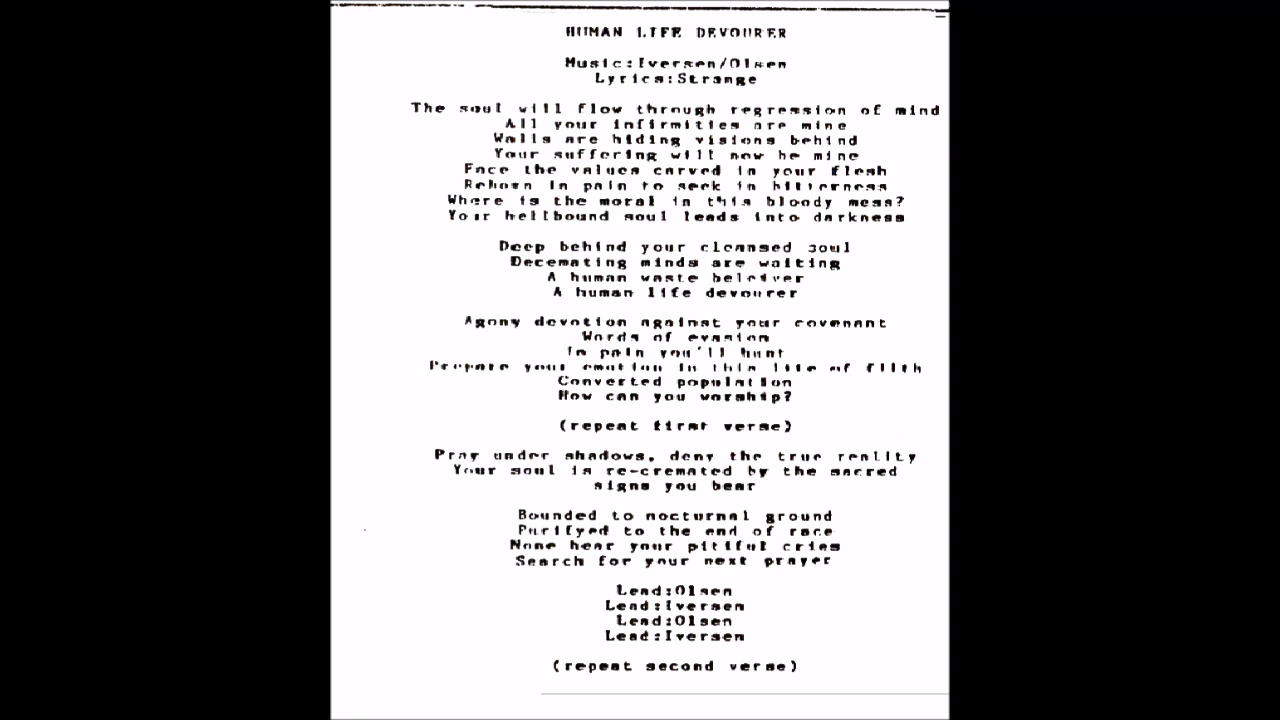 HUMAN LIFE DEVOURER
Music:Iversen/Olsen
Lyrics:Strange
The soul will flow through regression of mind
All your infirmities are mine
Walls are hiding visions behind
Your suffering will now be mine
Face the values carved in your flesh
Reborn in pain to seek in bitterness
Where is the moral in this bloody mess?
Your hellbound soul leads into darkness
Deep behind your cleansed soul
Decemating minds are waiting
A human waste beleiver
A human life devourer
Agony devotion against your covenant
Words of evasion
In pain you'll hunt
Prepare your emotion in this life of filth
Converted population
How can you worship?
(repeat first verse)
Pray under shadows, deny the true reality
Your soul is re-cremated by the sacred
signs you bear
Bounded to nocturnal ground
Purifyed to the end of race
None hear your pitiful cries
Search for your next prayer
Lead:Olsen
Lead:Iversen
Lead:Olsen
Lead:Iversen
(repeat second verse)